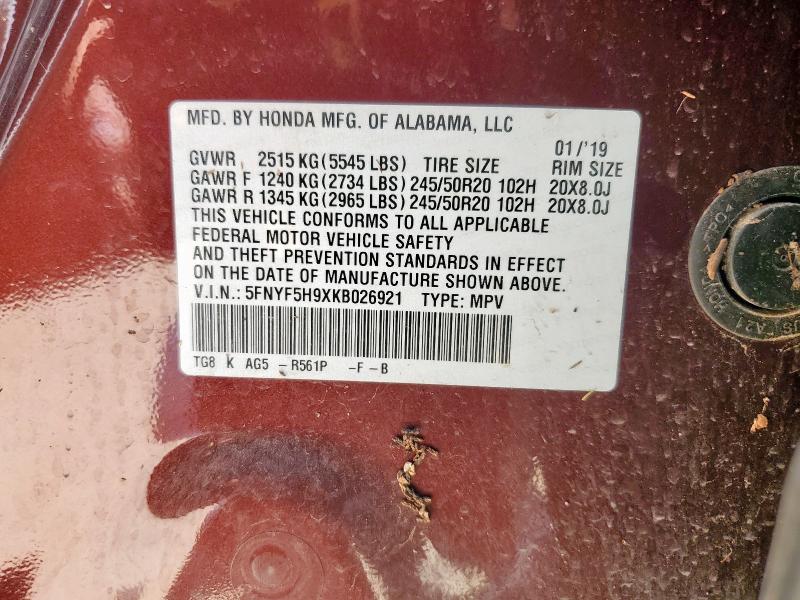 MFD. BY HONDA MFG. OF ALABAMA, LLC
01/'19
GVWR 2515 KG(5545 LBS) TIRE SIZE RIM SIZE
GAWR F 1240 KG(2734 LBS) 245/50R20 102H 20X8.0J
GAWR R 1345 KG(2965 LBS) 245/50R20 102H 20X8.0J
THIS VEHICLE CONFORMS TO ALL APPLICABLE
FEDERAL MOTOR VEHICLE SAFETY
AND THEFT PREVENTION STANDARDS IN EFFECT
ON THE DATE OF MANUFACTURE SHOWN ABOVE.
V.I.N.: 5FNYF5H9XKB026921 TYPE: MPV
TG8 K AG5 -R561P -F-B